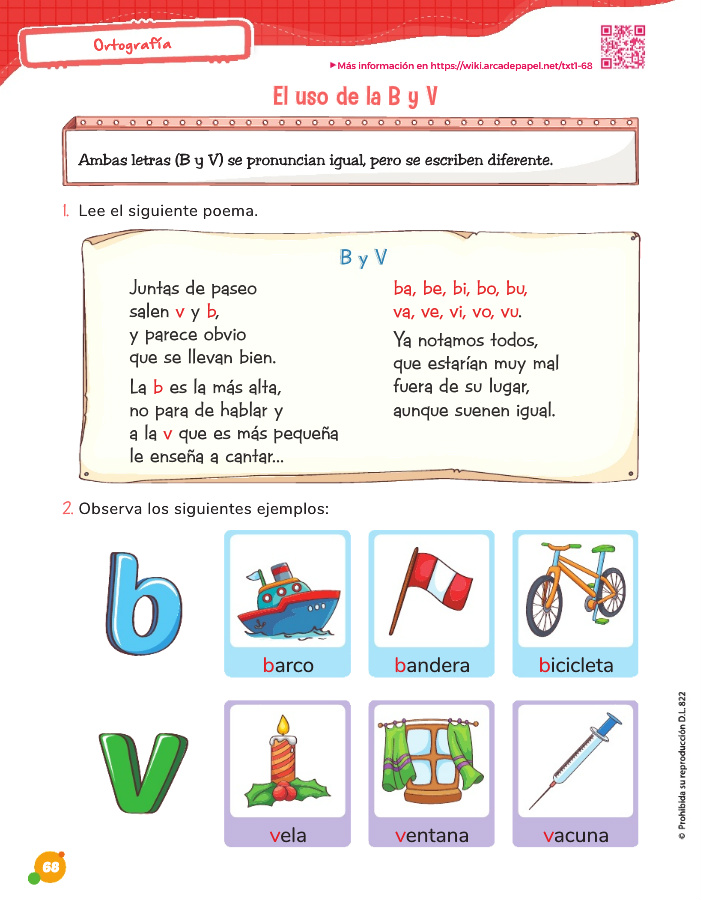 Ortografía
▶Más información en https://wiki.arcadepapel.net/txt1-68
El uso de la B y V
Ambas letras (B y V) se pronuncian igual, pero se escriben diferente.
1. Lee el siguiente poema.
B y V
Juntas de paseo
salen v y b,
y parece obvio
que se llevan bien.
La b es la más alta,
no para de hablar y
a la v que es más pequeña
le enseña a cantar...
ba, be, bi, bo, bu,
va, ve, vi, vo, vu.
Ya notamos todos,
que estarían muy mal
fuera de su lugar,
aunque suenen igual.
2. Observa los siguientes ejemplos:
b
barco
bandera
bicicleta
v
vela
ventana
vacuna
© Prohibida su reproducción D.L. 822
68